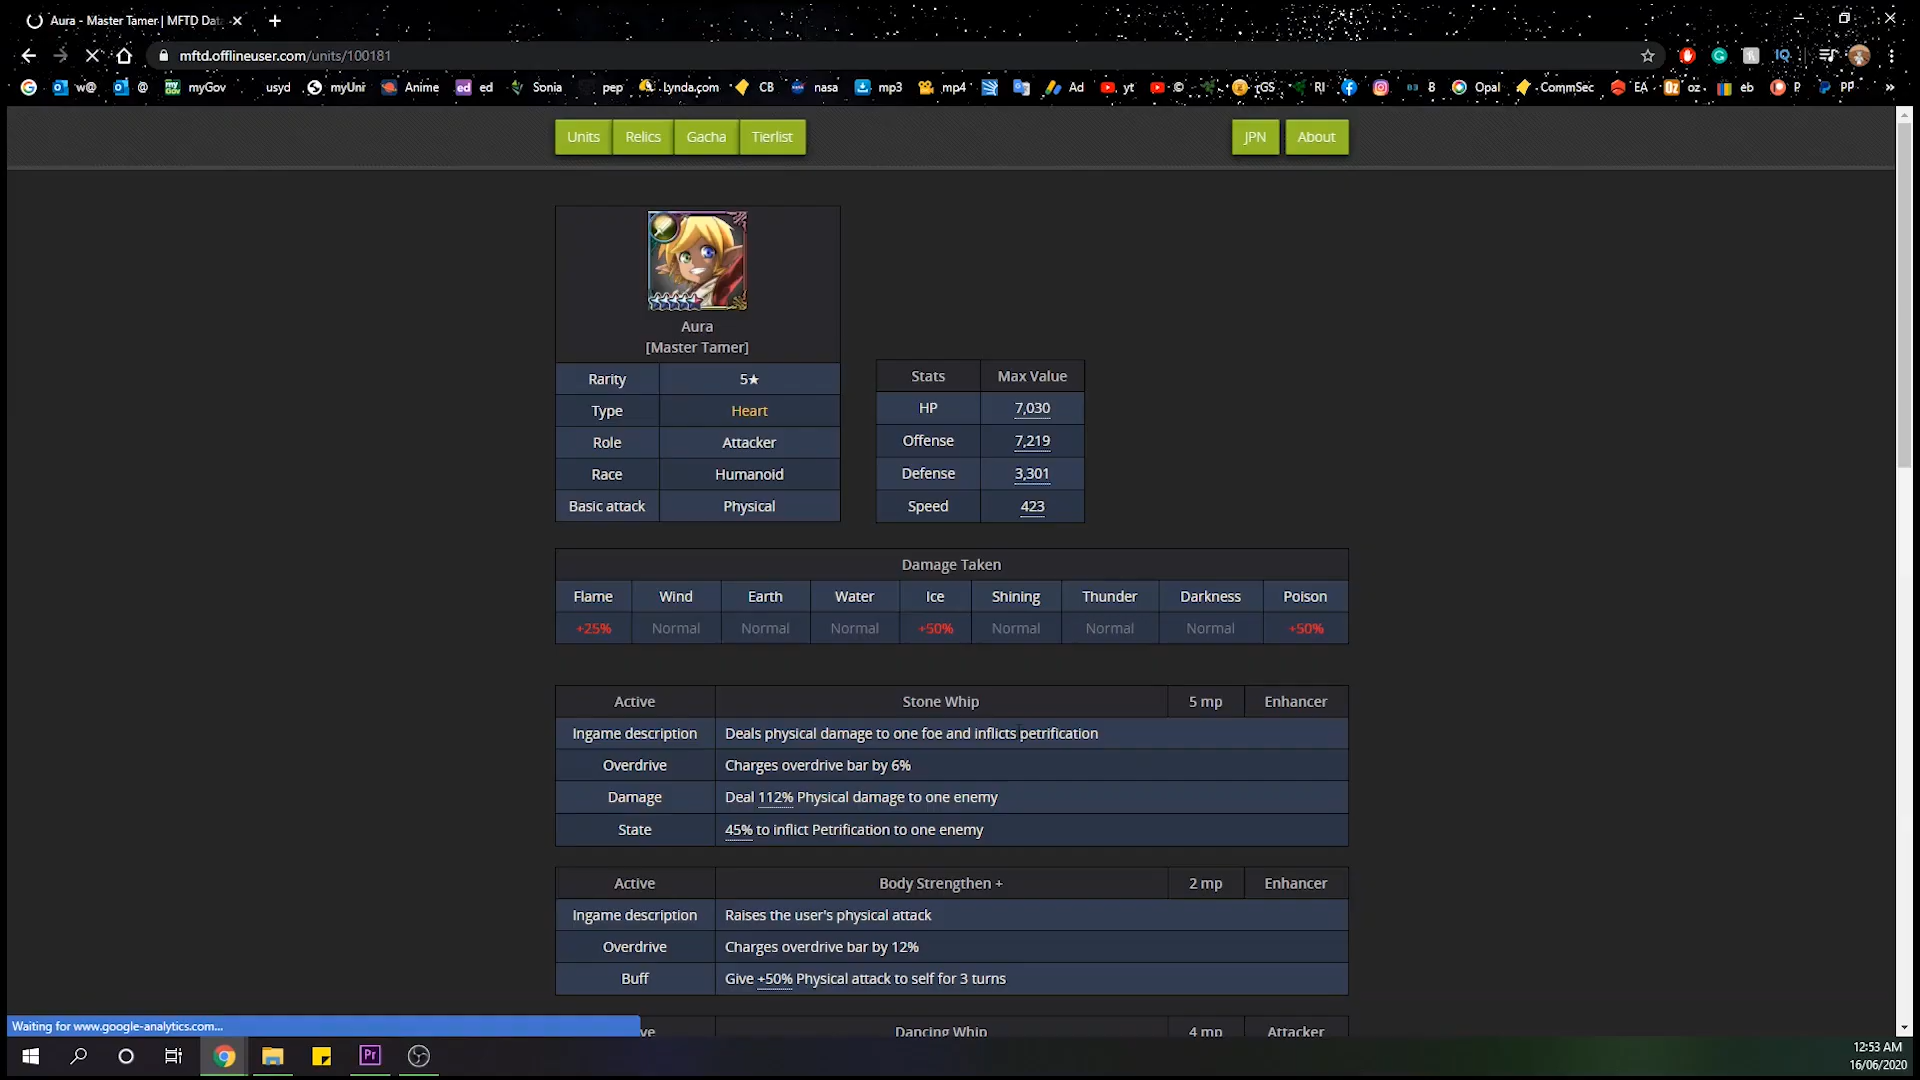 Aura - Master Tamer | MFTD Dat
mftd.offlineuser.com/units/100181
w@ @ myGov usyd myUni Anime ed Sonia pep Lynda.com CB nasa mp3 mp4 Ad yt © GS RI B Opal CommSec EA oz. eb P PP
Units Relics Gacha Tierlist JPN About
Aura
[Master Tamer]
Rarity 5★
Type Heart
Role Attacker
Race Humanoid
Basic attack Physical
Stats Max Value
HP 7,030
Offense 7,219
Defense 3,301
Speed 423
Damage Taken
Flame Wind Earth Water Ice Shining Thunder Darkness Poison
+25% Normal Normal Normal +50% Normal Normal Normal +50%
Active Stone Whip 5 mp Enhancer
Ingame description Deals physical damage to one foe and inflicts petrification
Overdrive Charges overdrive bar by 6%
Damage Deal 112% Physical damage to one enemy
State 45% to inflict Petrification to one enemy
Active Body Strengthen + 2 mp Enhancer
Ingame description Raises the user's physical attack
Overdrive Charges overdrive bar by 12%
Buff Give +50% Physical attack to self for 3 turns
Dancing Whip 4 mp Attacker
Waiting for www.google-analytics.com...
12:53 AM
16/06/2020